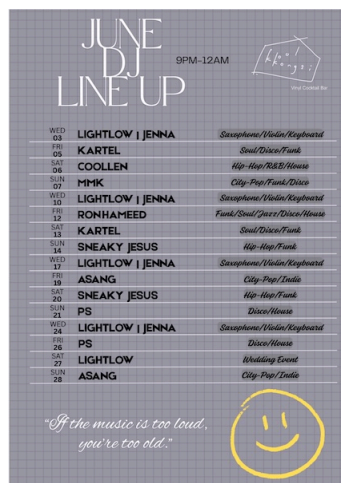 JUNE
DJ
LINE UP
9PM-12AM
Vinyl Cocktail Bar
WED 03 LIGHTLOW | JENNA Saxophone/Violin/Keyboard
FRI 05 KARTEL Soul/Disco/Funk
SAT 06 COOLLEN Hip-Hop/R&B/House
SUN 07 MMK City-Pop/Funk/Disco
WED 10 LIGHTLOW | JENNA Saxophone/Violin/Keyboard
FRI 12 RONHAMEED Funk/Soul/Jazz/Disco/House
SAT 13 KARTEL Soul/Disco/Funk
SUN 14 SNEAKY JESUS Hip-Hop/Funk
WED 17 LIGHTLOW | JENNA Saxophone/Violin/Keyboard
FRI 19 ASANG City-Pop/Indie
SAT 20 SNEAKY JESUS Hip-Hop/Funk
SUN 21 PS Disco/House
WED 24 LIGHTLOW | JENNA Saxophone/Violin/Keyboard
FRI 26 PS Disco/House
SAT 27 LIGHTLOW Wedding Event
SUN 28 ASANG City-Pop/Indie
"If the music is too loud,
you're too old."